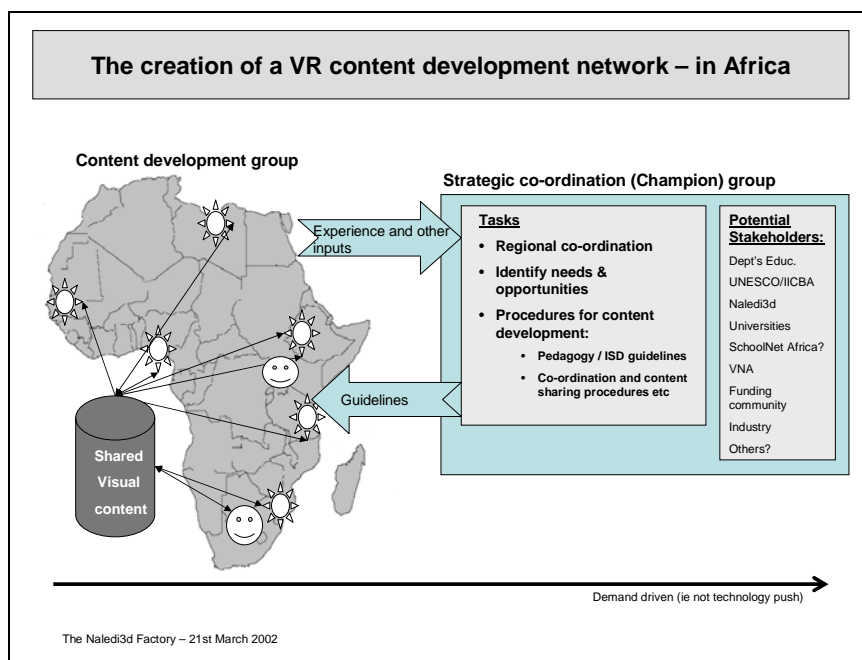 The creation of a VR content development network – in Africa
Content development group
Shared
Visual
content
Experience and other
inputs
Guidelines
Strategic co-ordination (Champion) group
Tasks
• Regional co-ordination
• Identify needs &
opportunities
• Procedures for content
development:
• Pedagogy / ISD guidelines
• Co-ordination and content
sharing procedures etc
Potential
Stakeholders:
Dept's Educ.
UNESCO/IICBA
Naledi3d
Universities
SchoolNet Africa?
VNA
Funding
community
Industry
Others?
Demand driven (ie not technology push)
The Naledi3d Factory – 21st March 2002